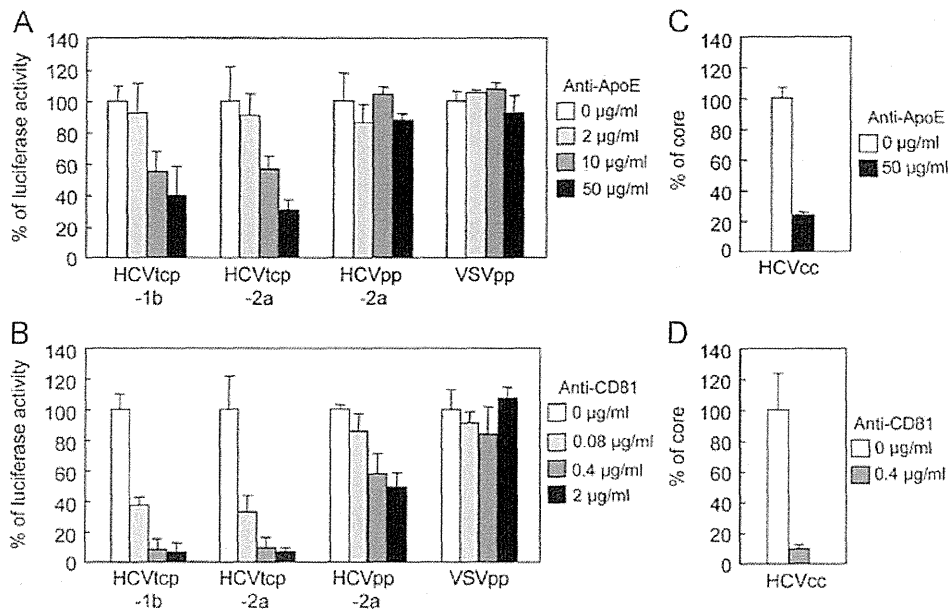 A
140
120
100
80
60
40
20
0
% of luciferase activity
HCVtcp
-1b
HCVtcp
-2a
HCVpp
-2a
VSVpp
Anti-ApoE
0 µg/ml
2 µg/ml
10 µg/ml
50 µg/ml
C
140
120
100
80
60
40
20
0
% of core
HCVcc
Anti-ApoE
0 µg/ml
50 µg/ml
B
140
120
100
80
60
40
20
0
% of luciferase activity
HCVtcp
-1b
HCVtcp
-2a
HCVpp
-2a
VSVpp
Anti-CD81
0 µg/ml
0.08 µg/ml
0.4 µg/ml
2 µg/ml
D
140
120
100
80
60
40
20
0
% of core
HCVcc
Anti-CD81
0 µg/ml
0.4 µg/ml